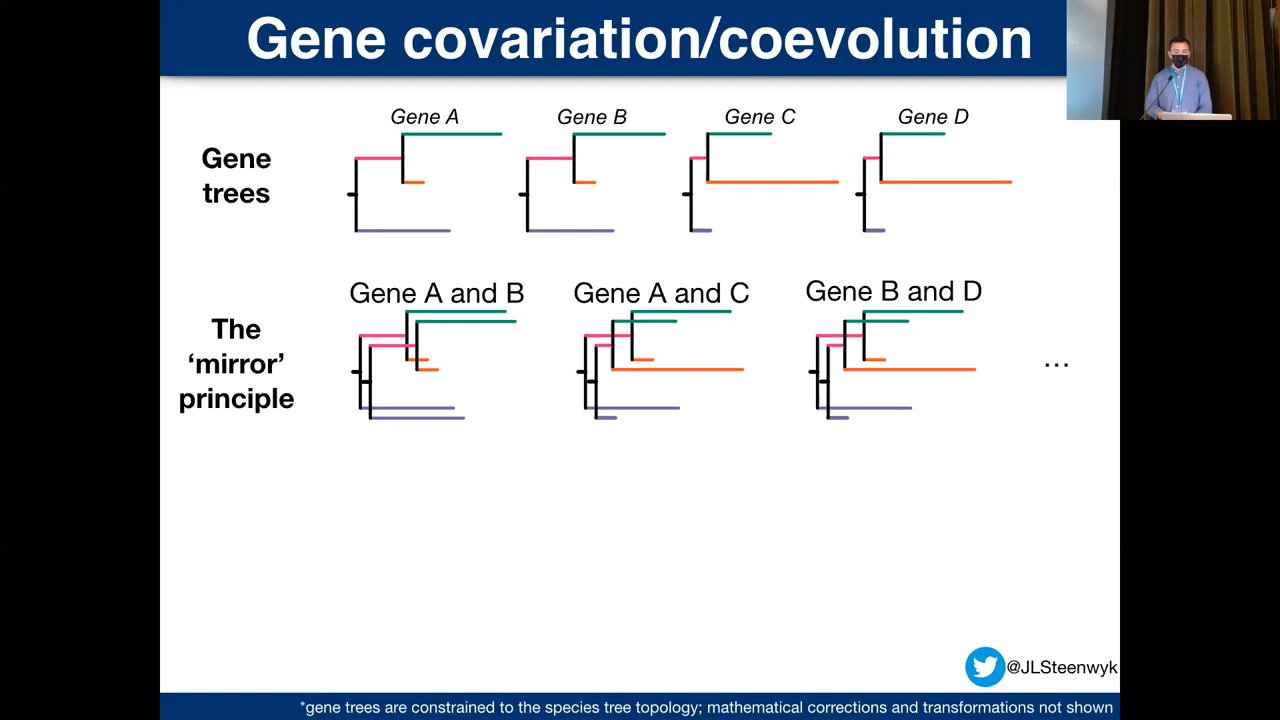 Gene covariation/coevolution
Gene A
Gene B
Gene C
Gene D
Gene
trees
Gene A and B
Gene A and C
Gene B and D
The
‘mirror’
principle
...
@JLSteenwyk
*gene trees are constrained to the species tree topology; mathematical corrections and transformations not shown